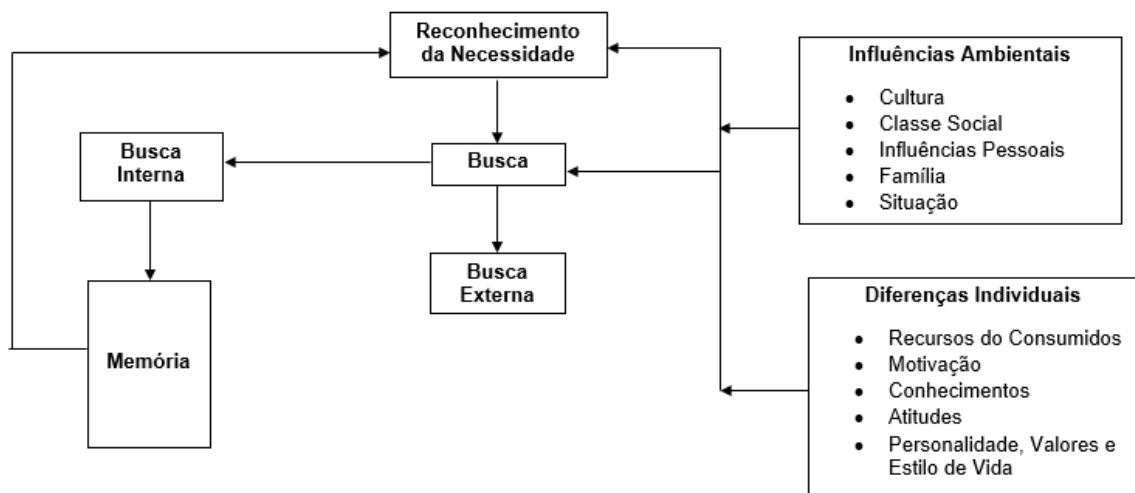 Reconhecimento
da Necessidade
Busca
Interna
Busca
Busca
Externa
Memória
Influências Ambientais
• Cultura
• Classe Social
• Influências Pessoais
• Família
• Situação
Diferenças Individuais
• Recursos do Consumidos
• Motivação
• Conhecimentos
• Atitudes
• Personalidade, Valores e
Estilo de Vida